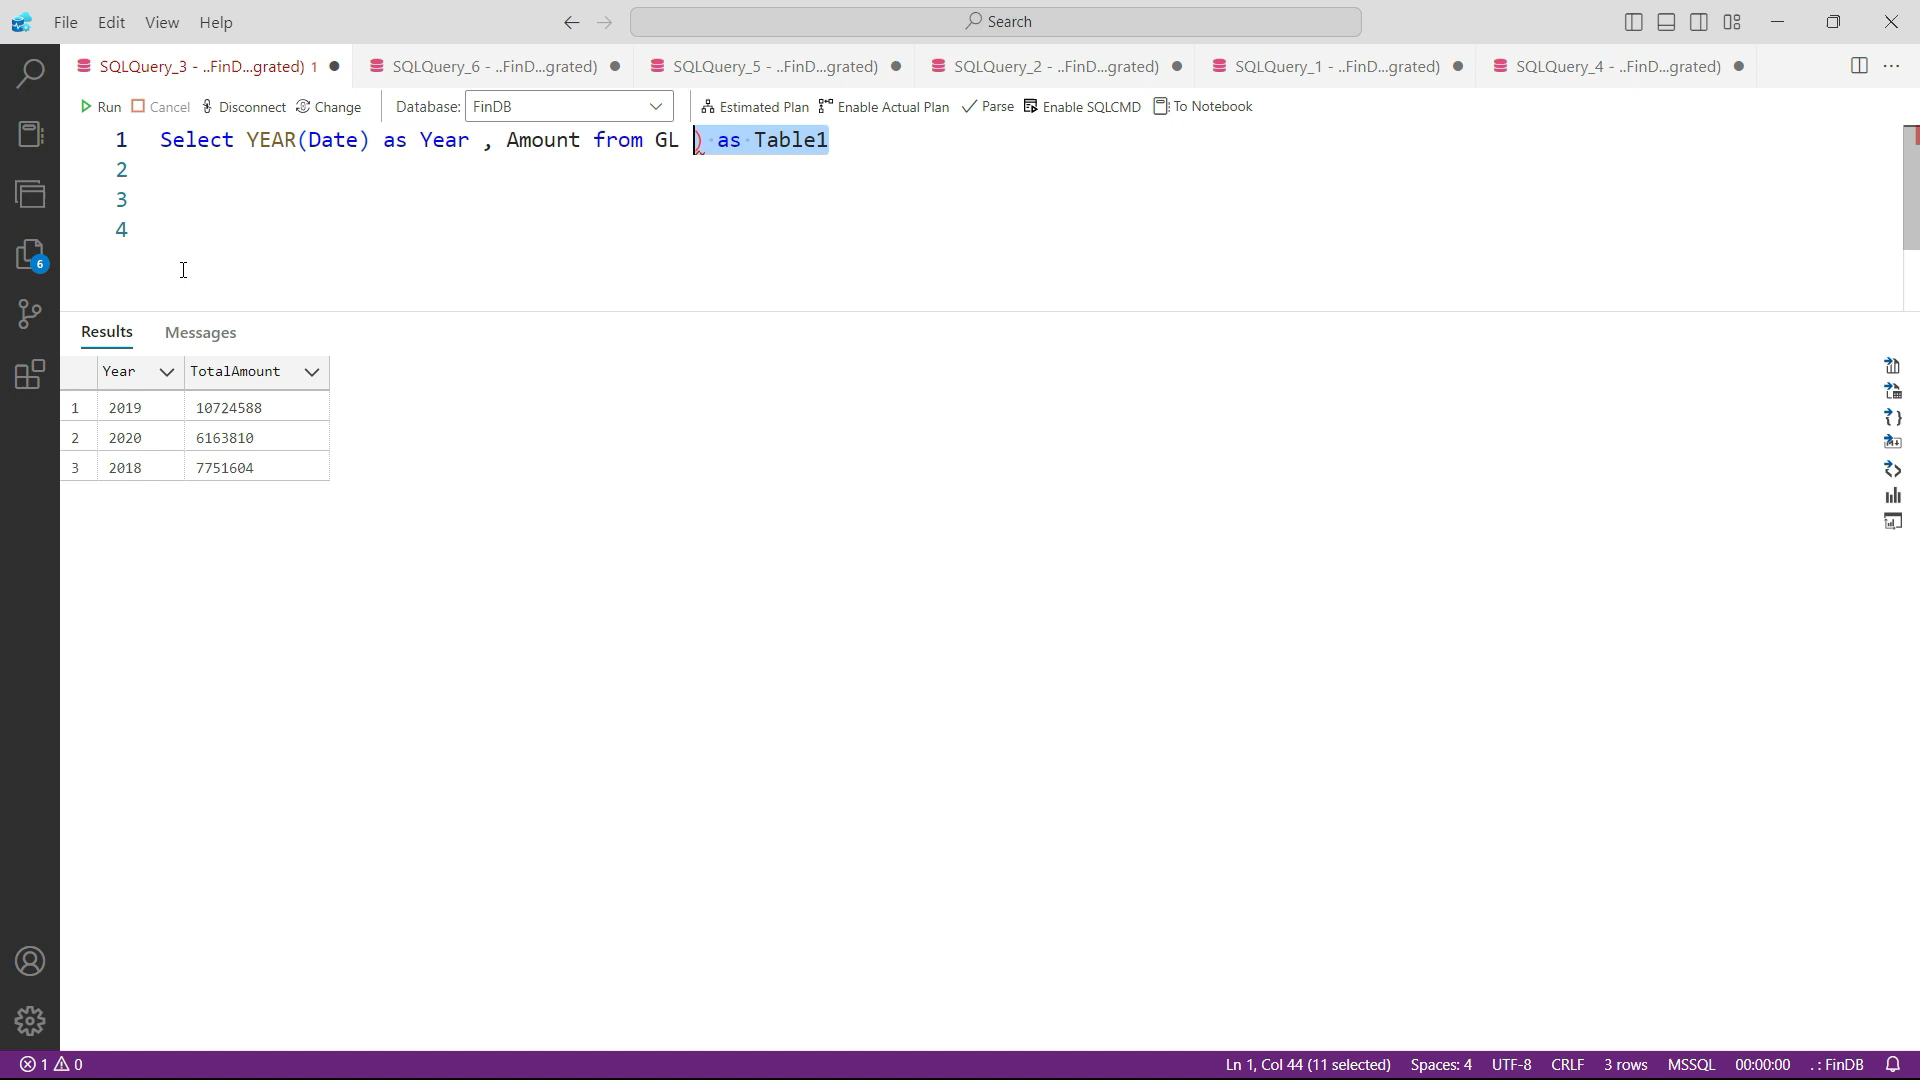 File Edit View Help Search
SQLQuery_3 - ..FinD...grated) 1 SQLQuery_6 - ..FinD...grated) SQLQuery_5 - ..FinD...grated) SQLQuery_2 - ..FinD...grated) SQLQuery_1 - ..FinD...grated) SQLQuery_4 - ..FinD...grated)
Run Cancel Disconnect Change Database: FinDB Estimated Plan Enable Actual Plan Parse Enable SQLCMD To Notebook
1 Select YEAR(Date) as Year , Amount from GL ) as Table1
2
3
4
6
Results Messages
Year TotalAmount
1 2019 10724588
2 2020 6163810
3 2018 7751604
1 0 Ln 1, Col 44 (11 selected) Spaces: 4 UTF-8 CRLF 3 rows MSSQL 00:00:00 . : FinDB